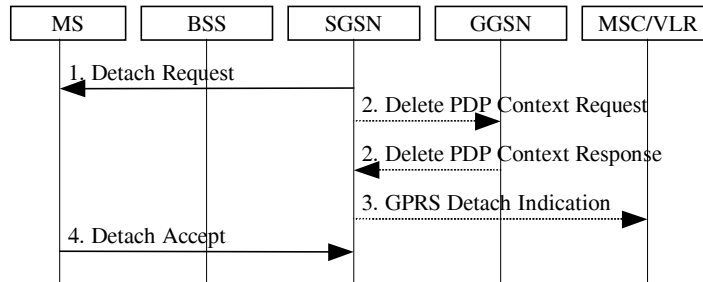 MS BSS SGSN GGSN MSC/VLR
1. Detach Request
2. Delete PDP Context Request
2. Delete PDP Context Response
3. GPRS Detach Indication
4. Detach Accept